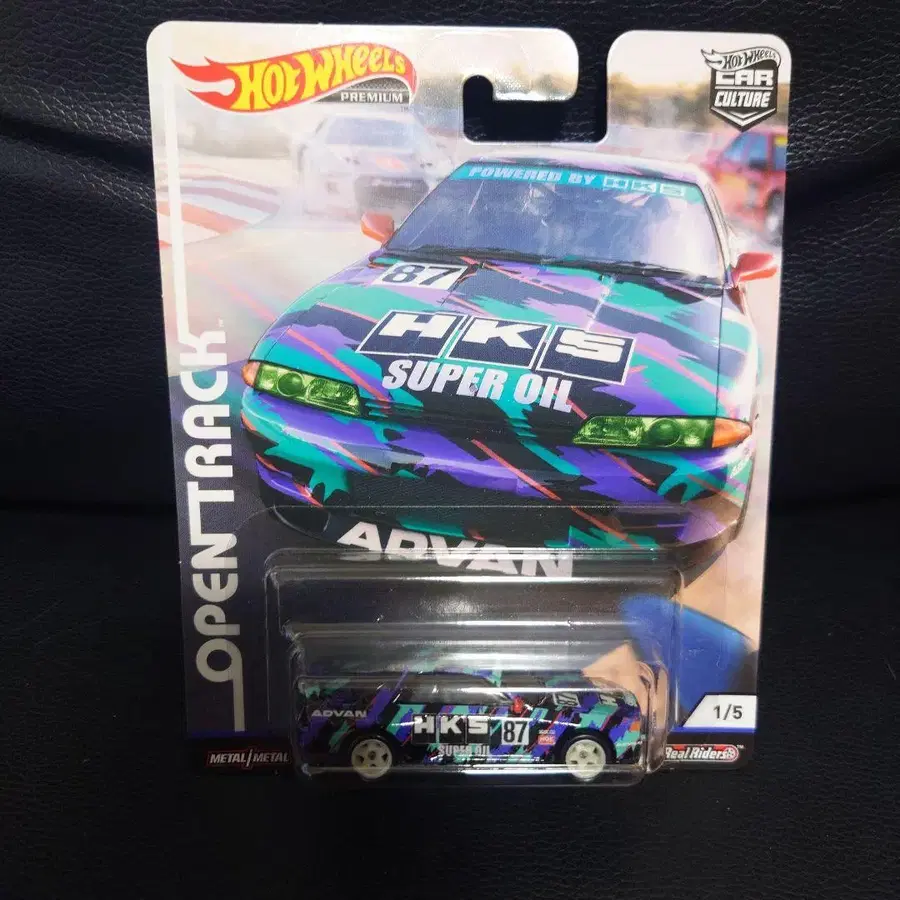 HOT WHEELS
PREMIUM
HOT WHEELS
CAR
CULTURE
POWERED BY HKS
87
HKS
SUPER OIL
ADVAN
OPEN TRACK
ADVAN
HKS
87
SUPER OIL
1/5
METAL/METAL
Real Riders